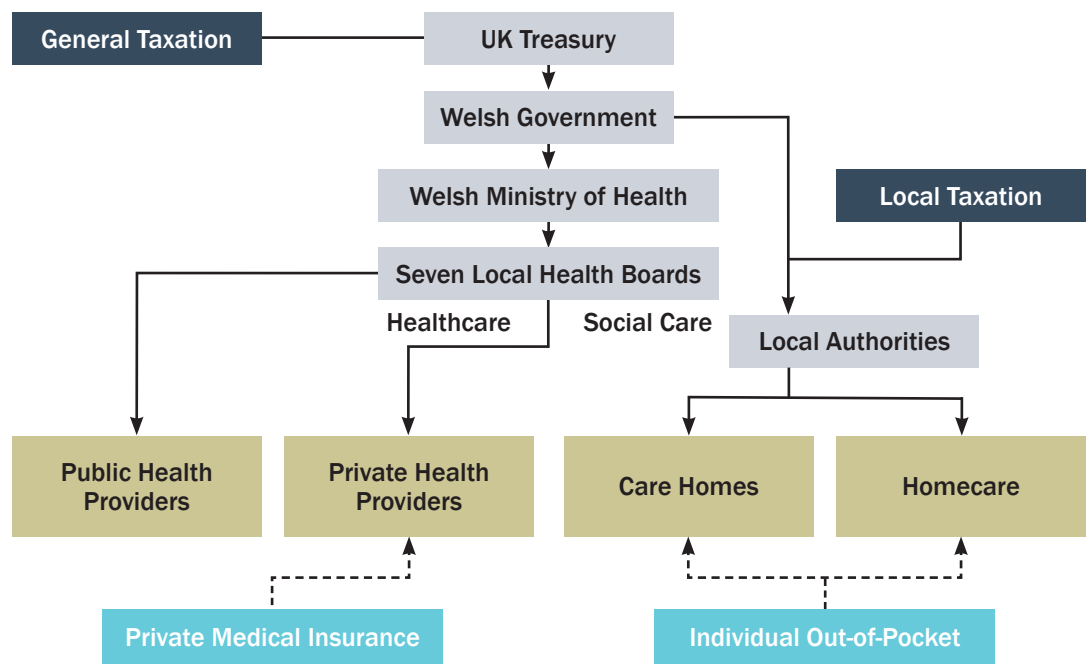 General Taxation
UK Treasury
Welsh Government
Welsh Ministry of Health
Local Taxation
Seven Local Health Boards
Healthcare
Social Care
Local Authorities
Public Health
Providers
Private Health
Providers
Care Homes
Homecare
Private Medical Insurance
Individual Out-of-Pocket